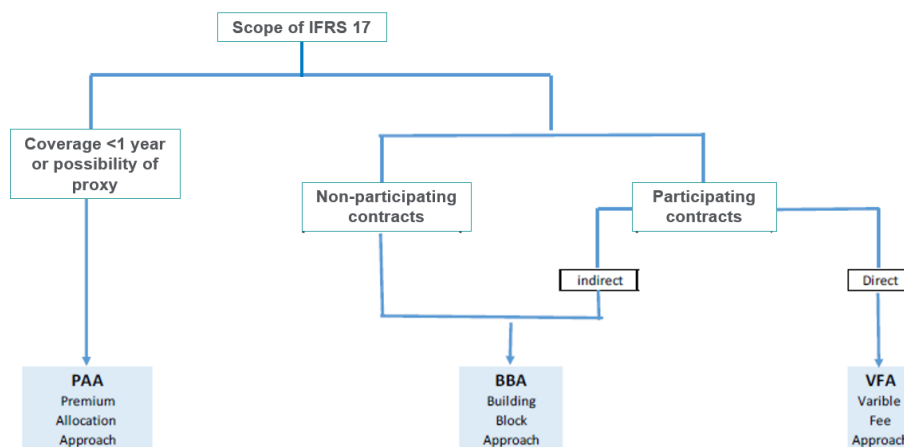 Scope of IFRS 17
Coverage <1 year
or possibility of
proxy
Non-participating
contracts
Participating
contracts
indirect
Direct
PAA
Premium
Allocation
Approach
BBA
Building
Block
Approach
VFA
Varible
Fee
Approach